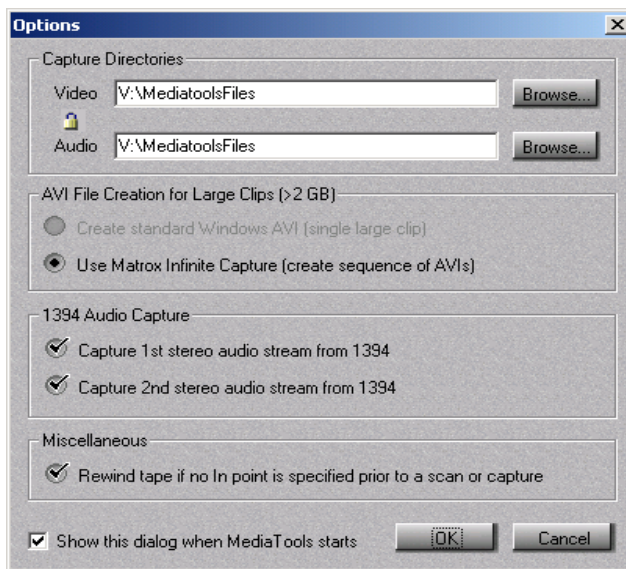 Options
Capture Directories
Video V:\MediatoolsFiles Browse...
Audio V:\MediatoolsFiles Browse...
AVI File Creation for Large Clips (>2 GB)
Create standard Windows AVI (single large clip)
Use Matrox Infinite Capture (create sequence of AVIs)
1394 Audio Capture
Capture 1st stereo audio stream from 1394
Capture 2nd stereo audio stream from 1394
Miscellaneous
Rewind tape if no In point is specified prior to a scan or capture
Show this dialog when MediaTools starts OK Cancel